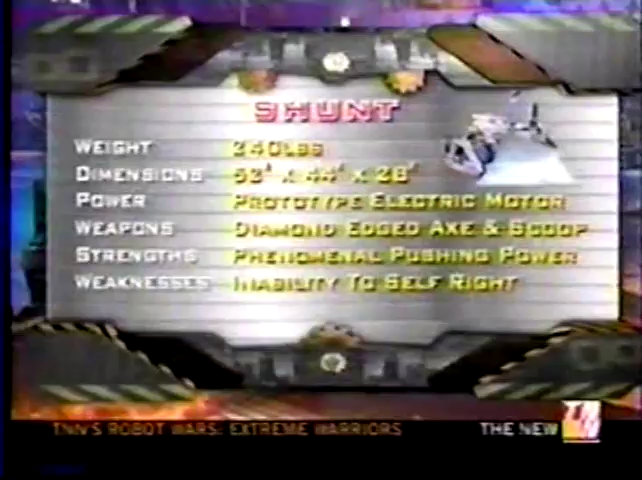 SHUNT
WEIGHT 240LBS
DIMENSIONS 52" X 44" X 28"
POWER PROTOTYPE ELECTRIC MOTOR
WEAPONS DIAMOND EDGED AXE & SCOOP
STRENGTHS PHENOMENAL PUSHING POWER
WEAKNESSES INABILITY TO SELF RIGHT
TNN'S ROBOT WARS: EXTREME WARRIORS THE NEW TNN